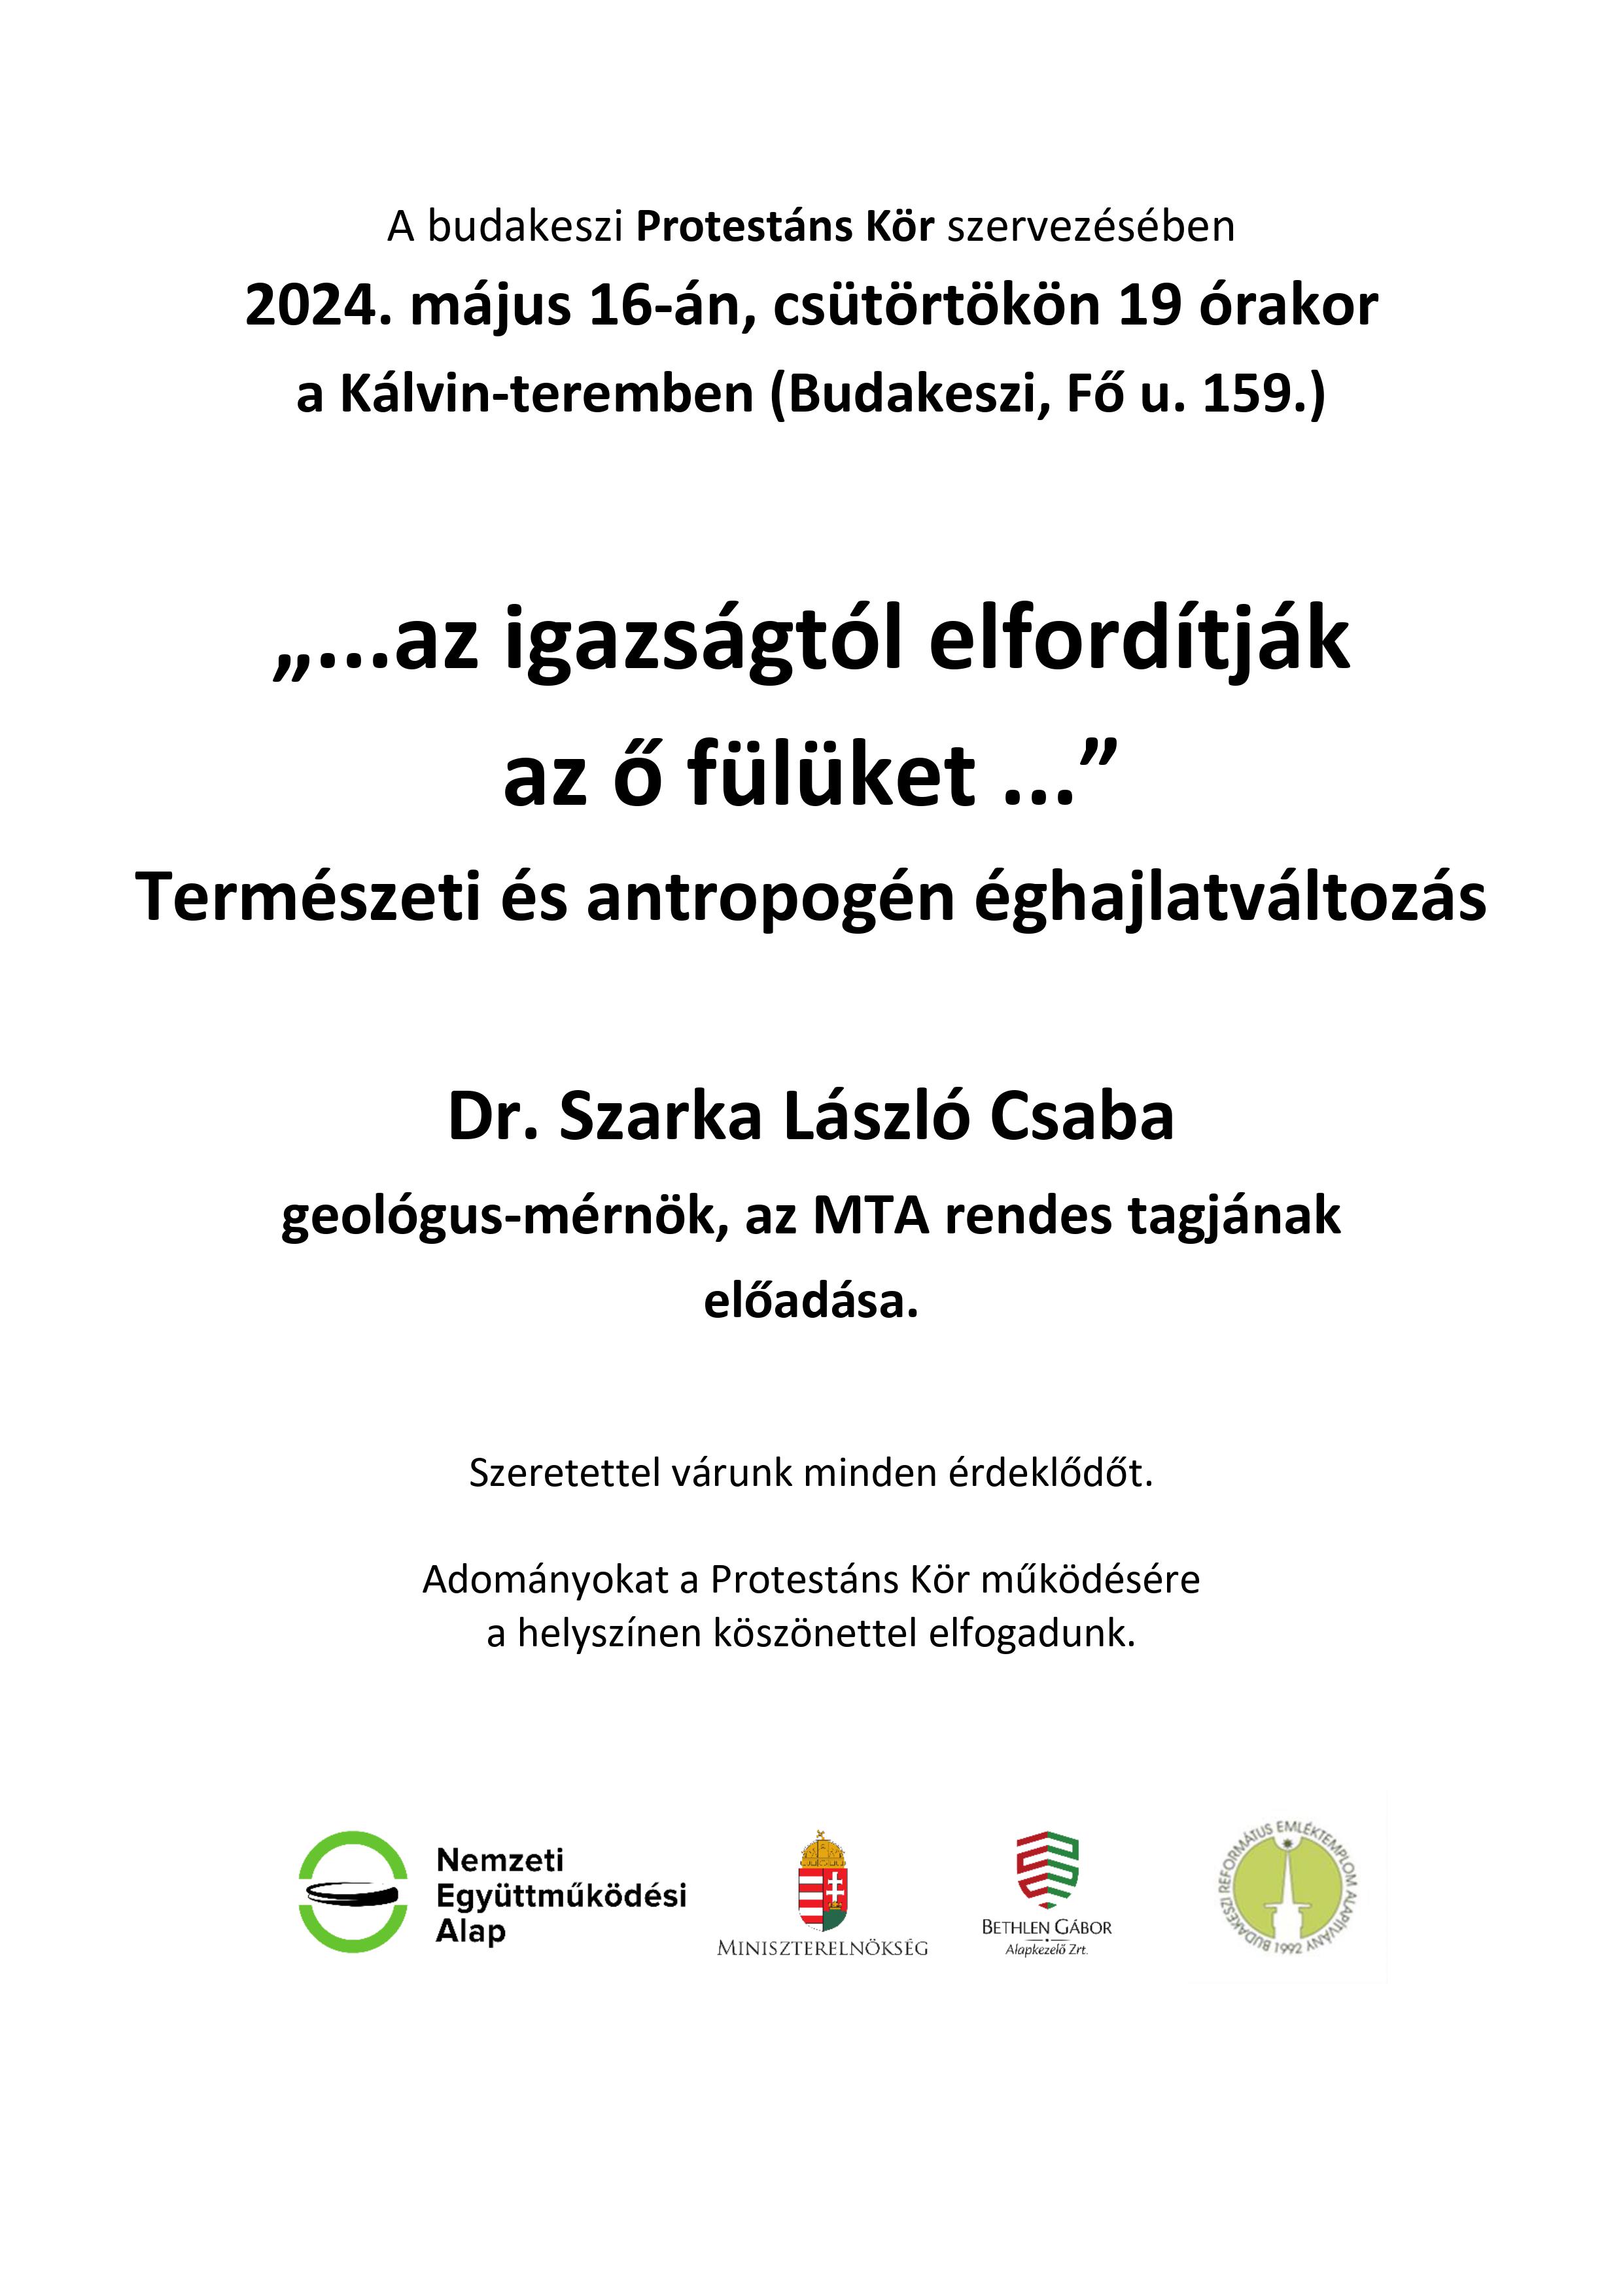 A budakeszi Protestáns Kör szervezésében
2024. május 16-án, csütörtökön 19 órakor
a Kálvin-teremben (Budakeszi, Fő u. 159.)
„...az igazságtól elfordítják
az ő fülüket ...”
Természeti és antropogén éghajlatváltozás
Dr. Szarka László Csaba
geológus-mérnök, az MTA rendes tagjának
előadása.
Szeretettel várunk minden érdeklődőt.
Adományokat a Protestáns Kör működésére
a helyszínen köszönettel elfogadunk.
Nemzeti
Együttműködési
Alap
MINISZTERELNÖKSÉG
BETHLEN GÁBOR
Alapkezelő Zrt.
BUDAKESZI REFORMÁTUS EMLÉKTEMPLOM ALAPÍTVÁNY
1992